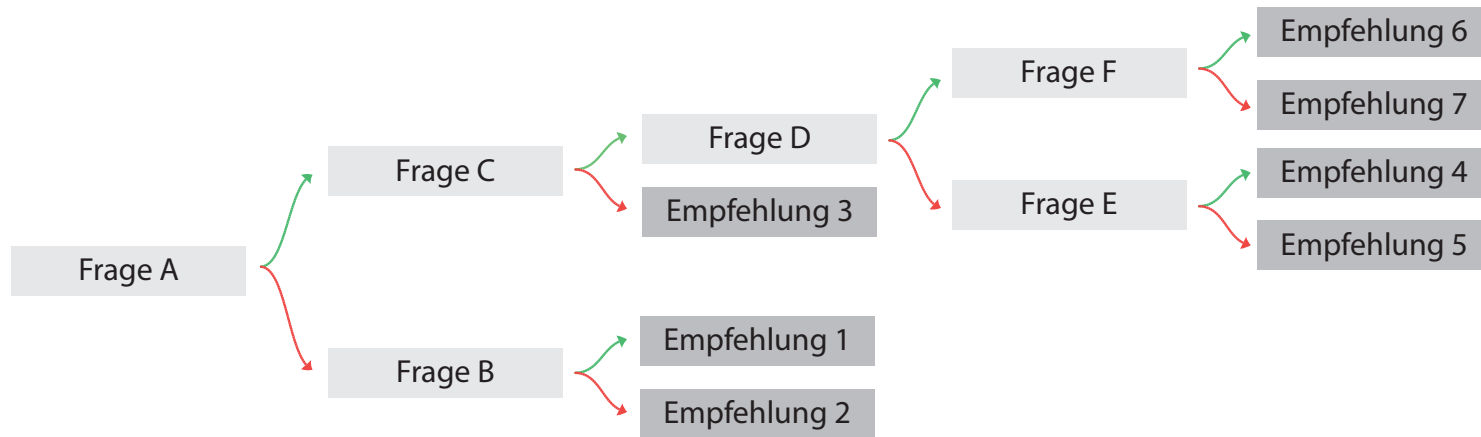 Frage A
Frage C
Frage B
Frage D
Empfehlung 3
Empfehlung 1
Empfehlung 2
Frage F
Frage E
Empfehlung 6
Empfehlung 7
Empfehlung 4
Empfehlung 5